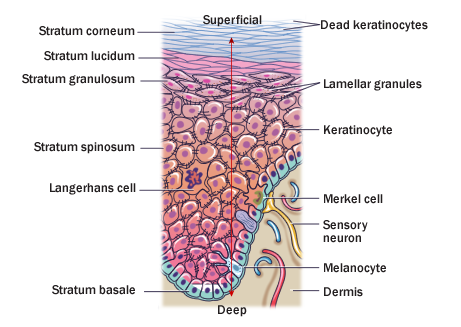 Superficial
Stratum corneum
Dead keratinocytes
Stratum lucidum
Stratum granulosum
Lamellar granules
Keratinocyte
Stratum spinosum
Langerhans cell
Merkel cell
Sensory
neuron
Melanocyte
Stratum basale
Dermis
Deep